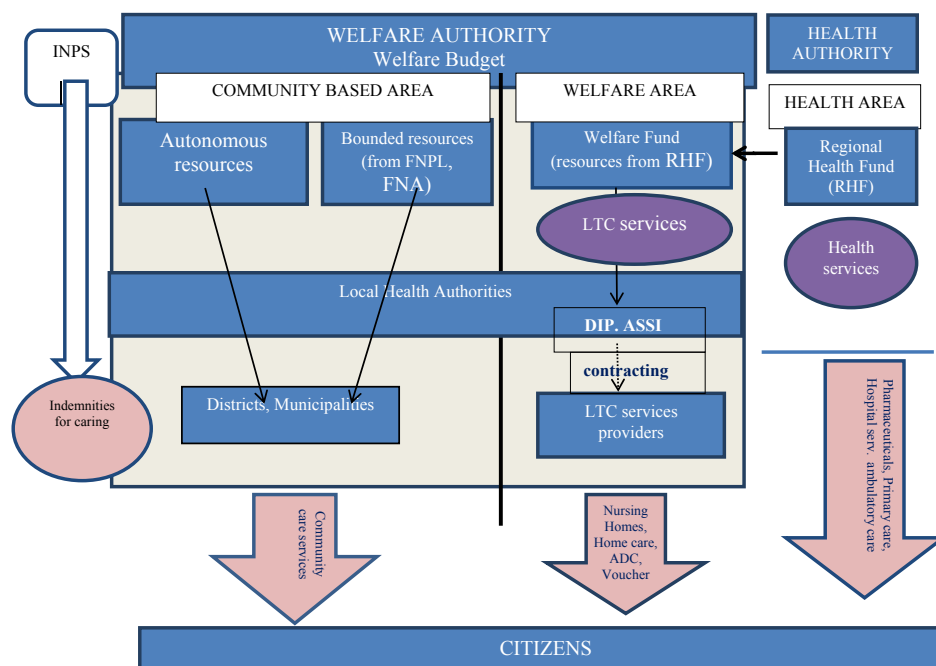 INPS
WELFARE AUTHORITY
Welfare Budget
HEALTH
AUTHORITY
COMMUNITY BASED AREA
WELFARE AREA
HEALTH AREA
Autonomous
resources
Bounded resources
(from FNPL,
FNA)
Welfare Fund
(resources from RHF)
Regional
Health Fund
(RHF)
LTC services
Health
services
Local Health Authorities
DIP. ASSI
contracting
Indemnities
for caring
Districts, Municipalities
LTC services
providers
Pharmaceuticals, Primary care,
Hospital serv. ambulatory care
Community
care services
Nursing
Homes,
Home care,
ADC,
Voucher
CITIZENS